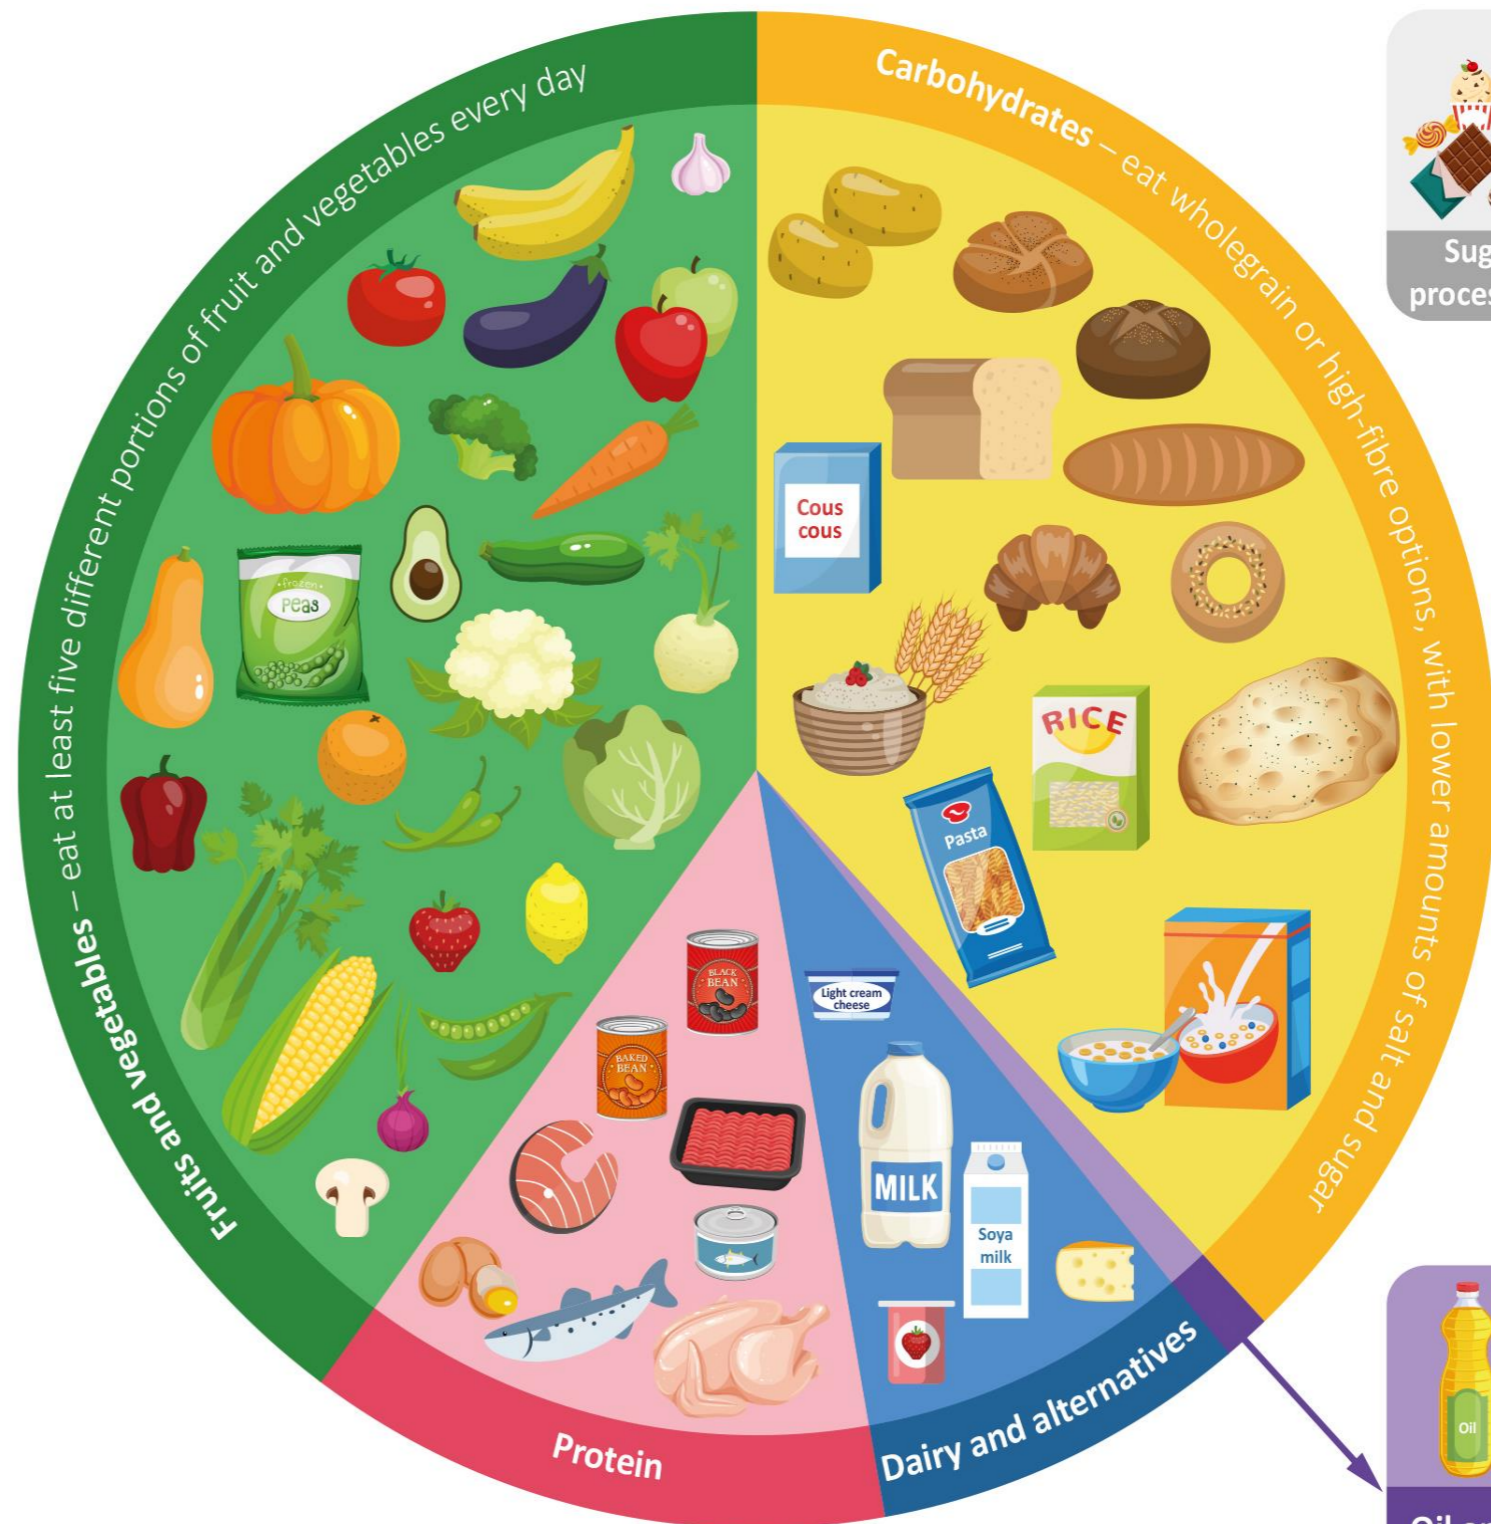 Fruits and vegetables – eat at least five different portions of fruit and vegetables every day
Carbohydrates – eat wholegrain or high-fibre options, with lower amounts of salt and sugar
Cous
cous
frozen
Peas
RICE
Pasta
BLACK
BEAN
BAKED
BEAN
Light cream
cheese
MILK
Soya
milk
Protein
Dairy and alternatives
Oil